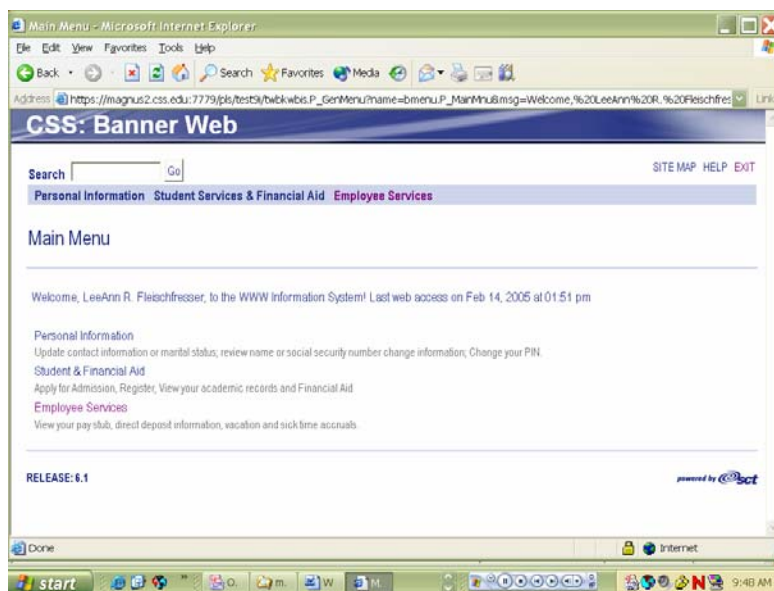 Main Menu - Microsoft Internet Explorer
File Edit View Favorites Tools Help
Back Search Favorites Media
Address https://magnus2.css.edu:7779/pls/test9/twbkwbis.P_GenMenu?name=bmenu.P_MainMnu&msg=Welcome,%20LeeAnn%20R.%20Fleischfres Link
CSS: Banner Web
Search Go SITE MAP HELP EXIT
Personal Information Student Services & Financial Aid Employee Services
Main Menu
Welcome, LeeAnn R. Fleischfresser, to the WWW Information System! Last web access on Feb 14, 2005 at 01:51 pm
Personal Information
Update contact information or marital status; review name or social security number change information; Change your PIN.
Student & Financial Aid
Apply for Admission, Register, View your academic records and Financial Aid
Employee Services
View your pay stub, direct deposit information, vacation and sick time accruals.
RELEASE: 6.1 powered by sct
Done Internet
start O. m. W M. 9:48 AM